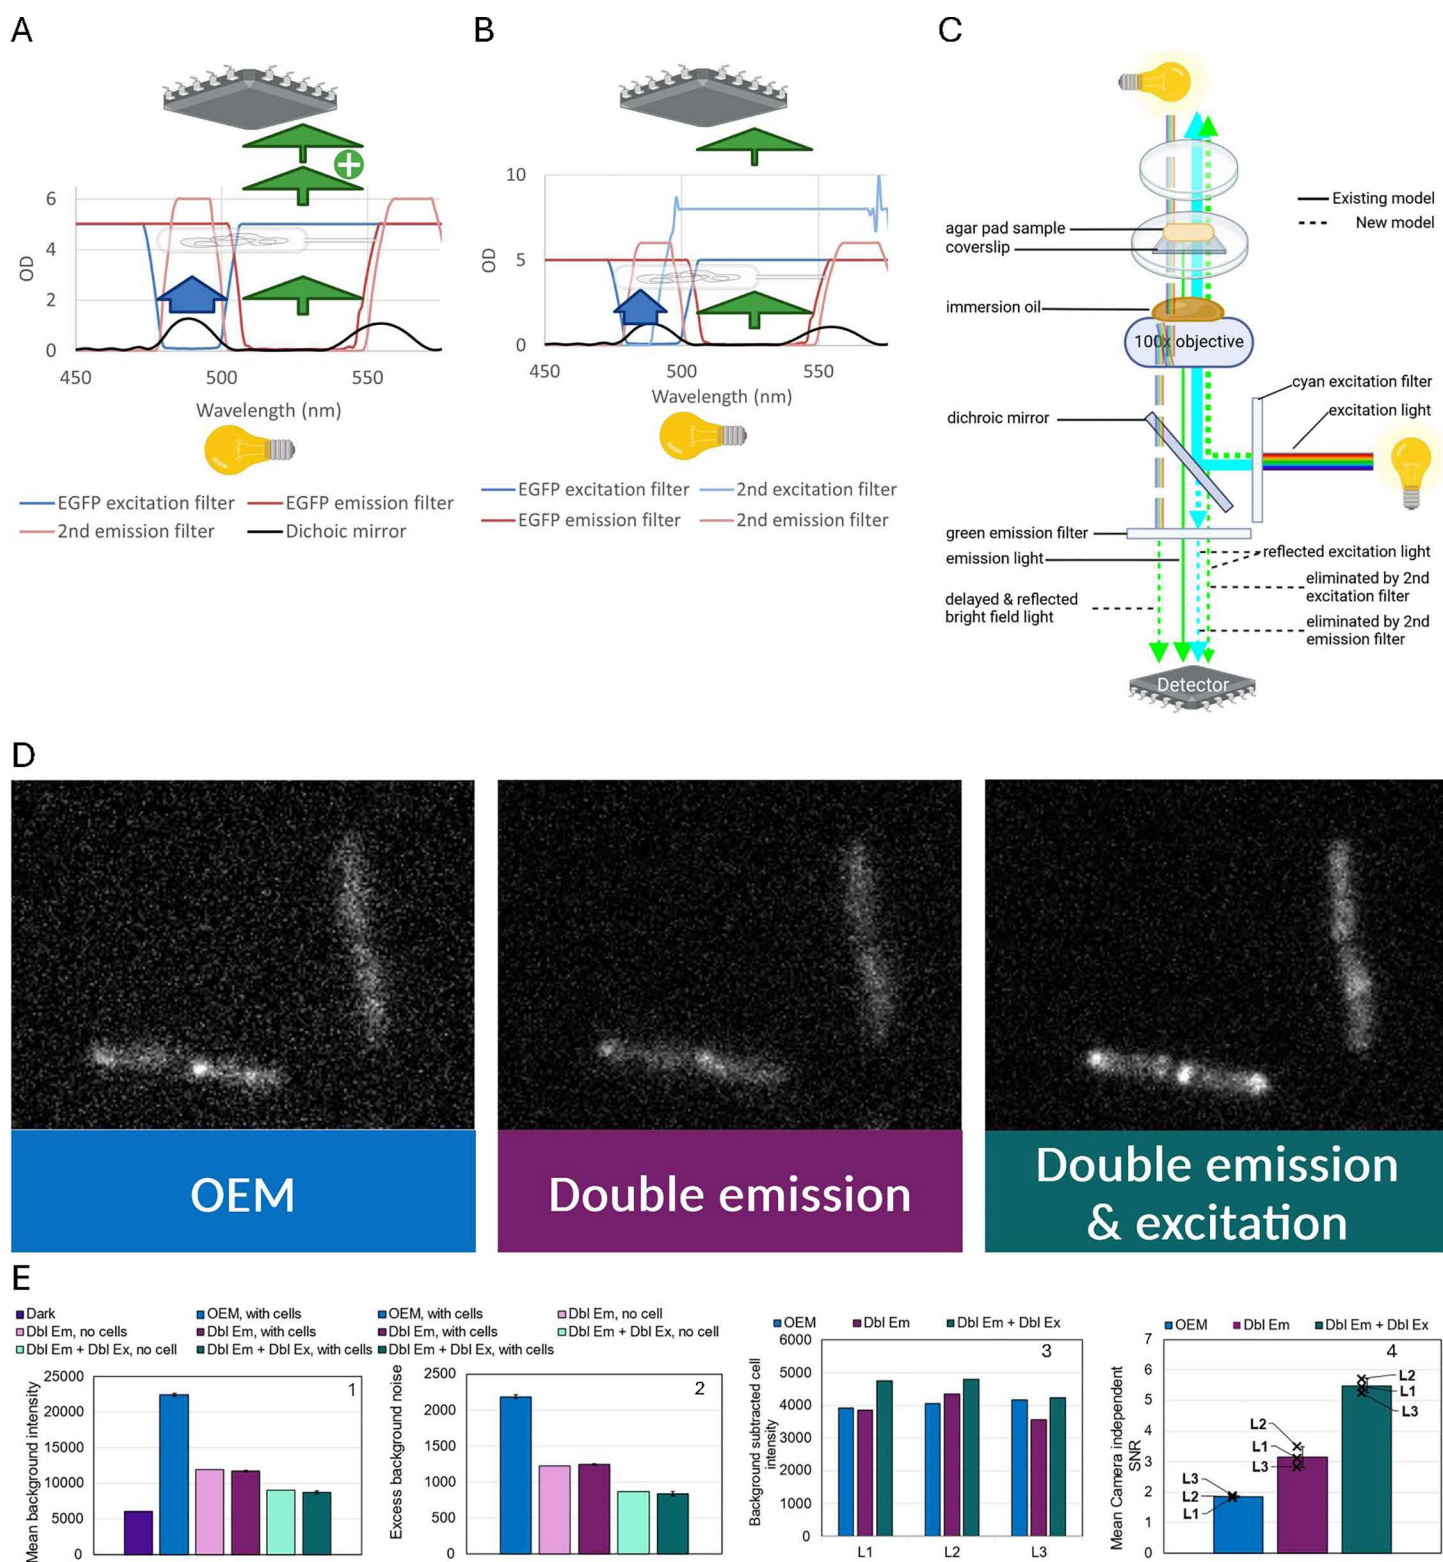 A
B
C
6
4
2
0
OD
450
500
550
Wavelength (nm)
EGFP excitation filter
EGFP emission filter
2nd emission filter
Dichoic mirror
10
5
0
OD
450
500
550
Wavelength (nm)
EGFP excitation filter
2nd excitation filter
EGFP emission filter
2nd emission filter
Existing model
New model
agar pad sample
coverslip
immersion oil
100x objective
cyan excitation filter
excitation light
dichroic mirror
green emission filter
emission light
reflected excitation light
delayed & reflected
bright field light
eliminated by 2nd
excitation filter
eliminated by 2nd
emission filter
Detector
D
OEM
Double emission
Double emission
& excitation
E
Dark
OEM, with cells
Dbl Em, no cells
Dbl Em, with cells
Dbl Em + Dbl Ex, no cell
Dbl Em + Dbl Ex, with cells
1
25000
20000
15000
10000
5000
0
Mean background intensity
OEM, with cells
Dbl Em, no cell
Dbl Em, with cells
Dbl Em + Dbl Ex, no cell
Dbl Em + Dbl Ex, with cells
2
2500
2000
1500
1000
500
0
Excess background noise
OEM
Dbl Em
Dbl Em + Dbl Ex
3
6000
5000
4000
3000
2000
1000
0
Background subtracted cell
intensity
L1
L2
L3
OEM
Dbl Em
Dbl Em + Dbl Ex
4
7
6
5
4
3
2
1
0
Mean Camera independent
SNR
L3
L2
L1
L2
L1
L3
L2
L1
L3